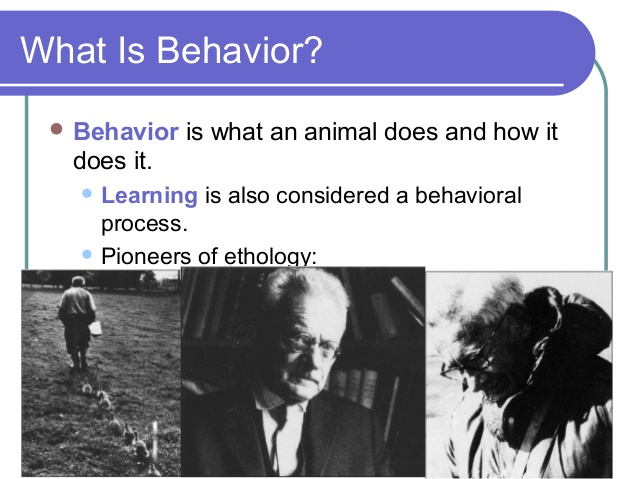 What Is Behavior?
Behavior is what an animal does and how it
does it.
Learning is also considered a behavioral
process.
Pioneers of ethology: